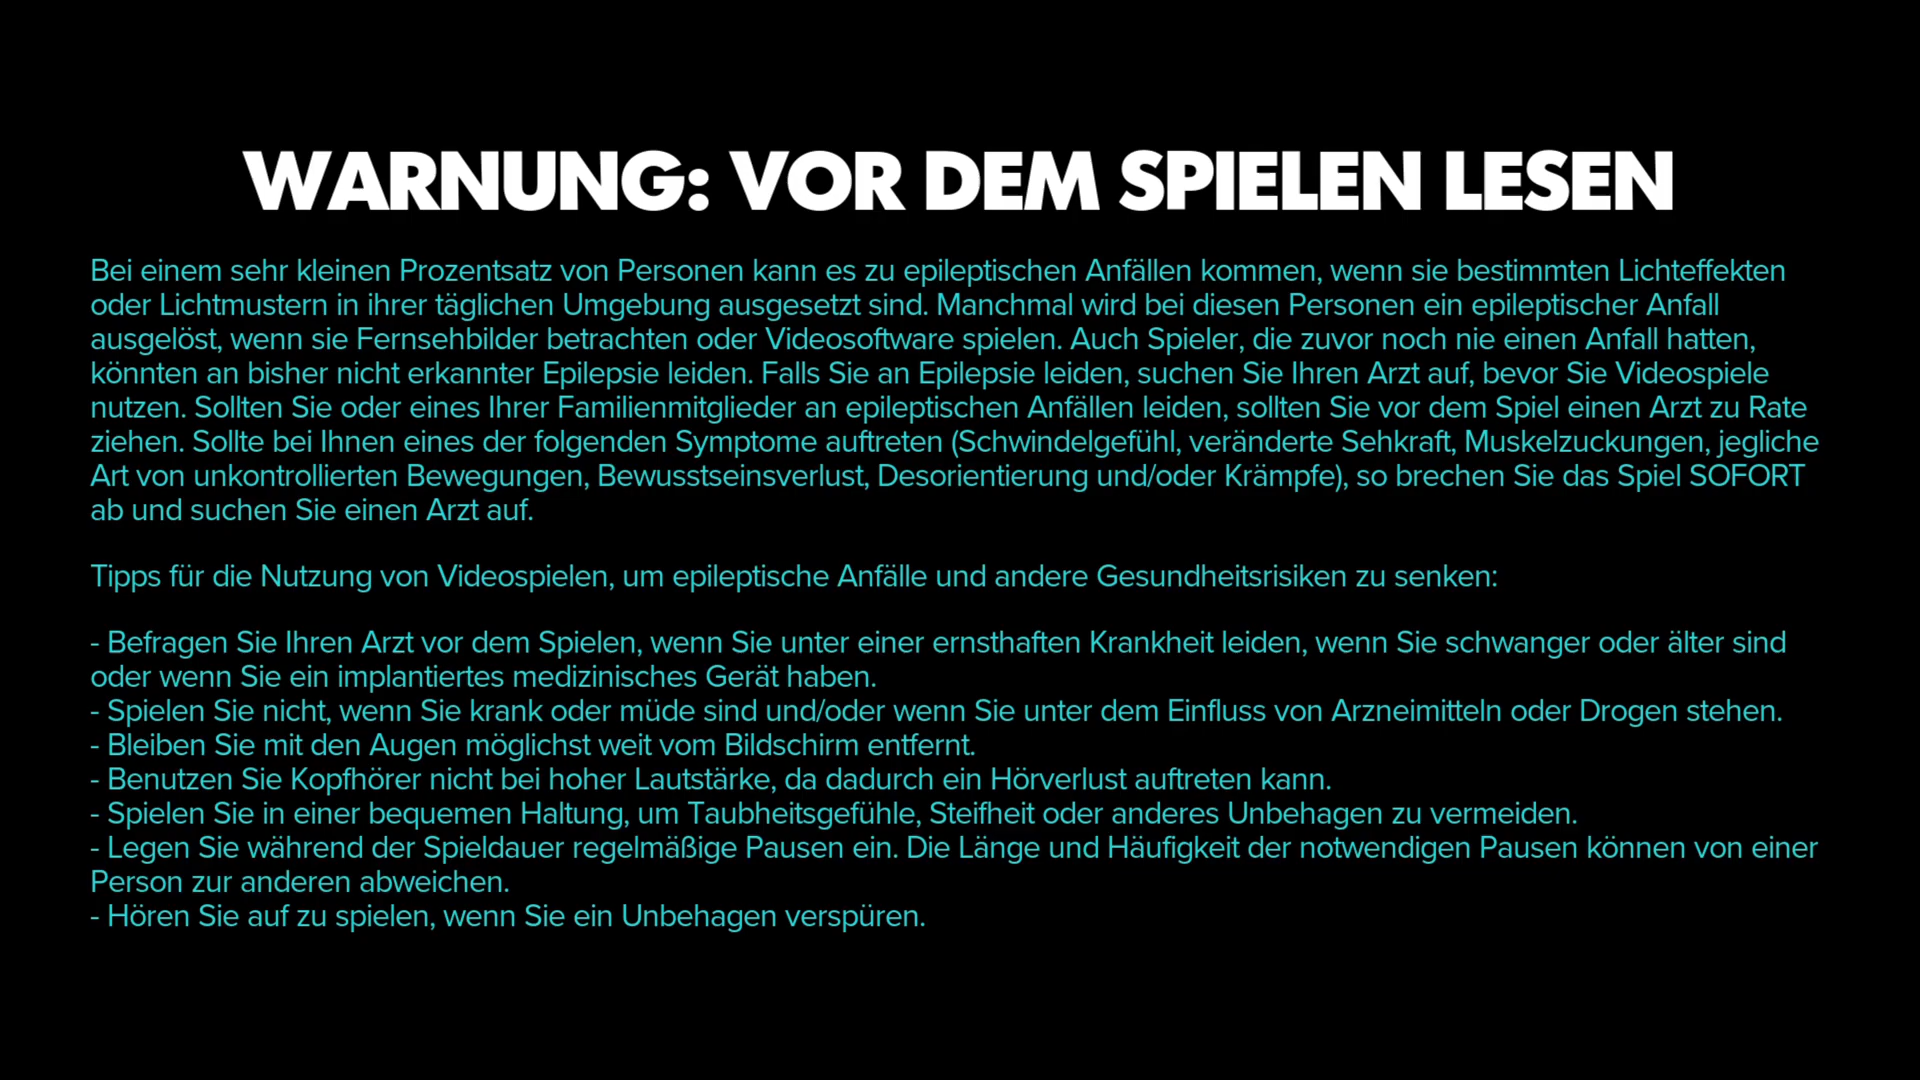 WARNUNG: VOR DEM SPIELEN LESEN
Bei einem sehr kleinen Prozentsatz von Personen kann es zu epileptischen Anfällen kommen, wenn sie bestimmten Lichteffekten
oder Lichtmustern in ihrer täglichen Umgebung ausgesetzt sind. Manchmal wird bei diesen Personen ein epileptischer Anfall
ausgelöst, wenn sie Fernsehbilder betrachten oder Videosoftware spielen. Auch Spieler, die zuvor noch nie einen Anfall hatten,
könnten an bisher nicht erkannter Epilepsie leiden. Falls Sie an Epilepsie leiden, suchen Sie Ihren Arzt auf, bevor Sie Videospiele
nutzen. Sollten Sie oder eines Ihrer Familienmitglieder an epileptischen Anfällen leiden, sollten Sie vor dem Spiel einen Arzt zu Rate
ziehen. Sollte bei Ihnen eines der folgenden Symptome auftreten (Schwindelgefühl, veränderte Sehkraft, Muskelzuckungen, jegliche
Art von unkontrollierten Bewegungen, Bewusstseinsverlust, Desorientierung und/oder Krämpfe), so brechen Sie das Spiel SOFORT
ab und suchen Sie einen Arzt auf.
Tipps für die Nutzung von Videospielen, um epileptische Anfälle und andere Gesundheitsrisiken zu senken:
- Befragen Sie Ihren Arzt vor dem Spielen, wenn Sie unter einer ernsthaften Krankheit leiden, wenn Sie schwanger oder älter sind
oder wenn Sie ein implantiertes medizinisches Gerät haben.
- Spielen Sie nicht, wenn Sie krank oder müde sind und/oder wenn Sie unter dem Einfluss von Arzneimitteln oder Drogen stehen.
- Bleiben Sie mit den Augen möglichst weit vom Bildschirm entfernt.
- Benutzen Sie Kopfhörer nicht bei hoher Lautstärke, da dadurch ein Hörverlust auftreten kann.
- Spielen Sie in einer bequemen Haltung, um Taubheitsgefühle, Steifheit oder anderes Unbehagen zu vermeiden.
- Legen Sie während der Spieldauer regelmäßige Pausen ein. Die Länge und Häufigkeit der notwendigen Pausen können von einer
Person zur anderen abweichen.
- Hören Sie auf zu spielen, wenn Sie ein Unbehagen verspüren.